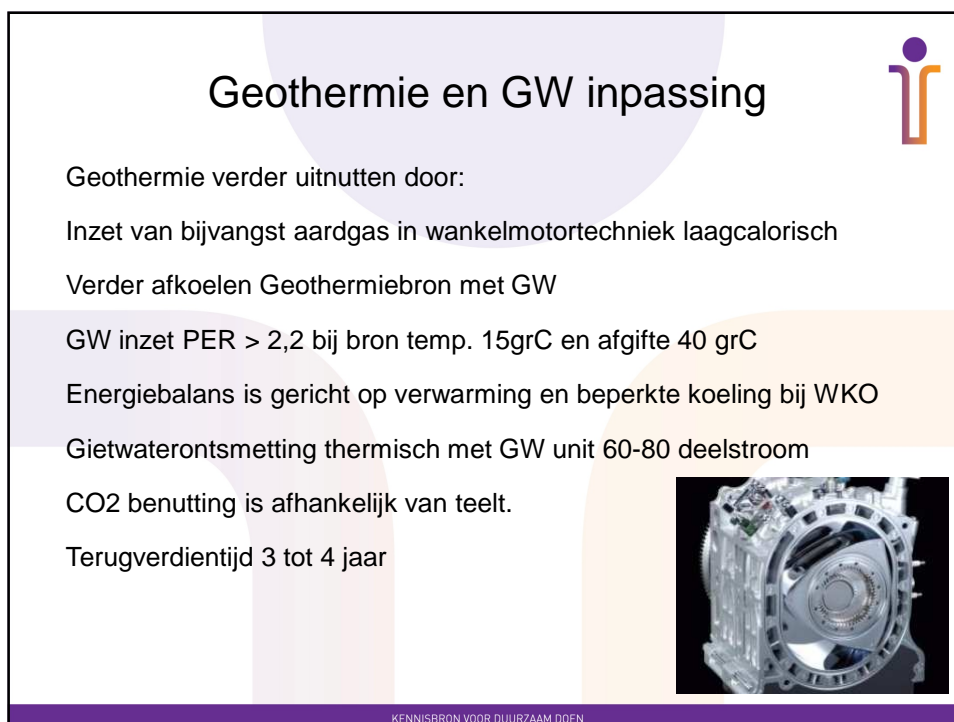 Geothermie en GW inpassing
Geothermie verder uitnutten door:
Inzet van bijvangst aardgas in wankelmotortechniek laagcalorisch
Verder afkoelen Geothermiebron met GW
GW inzet PER > 2,2 bij bron temp. 15grC en afgifte 40 grC
Energiebalans is gericht op verwarming en beperkte koeling bij WKO
Gietwaterontsmetting thermisch met GW unit 60-80 deelstroom
CO2 benutting is afhankelijk van teelt.
Terugverdientijd 3 tot 4 jaar
KENNISBRON VOOR DUURZAAM DOEN